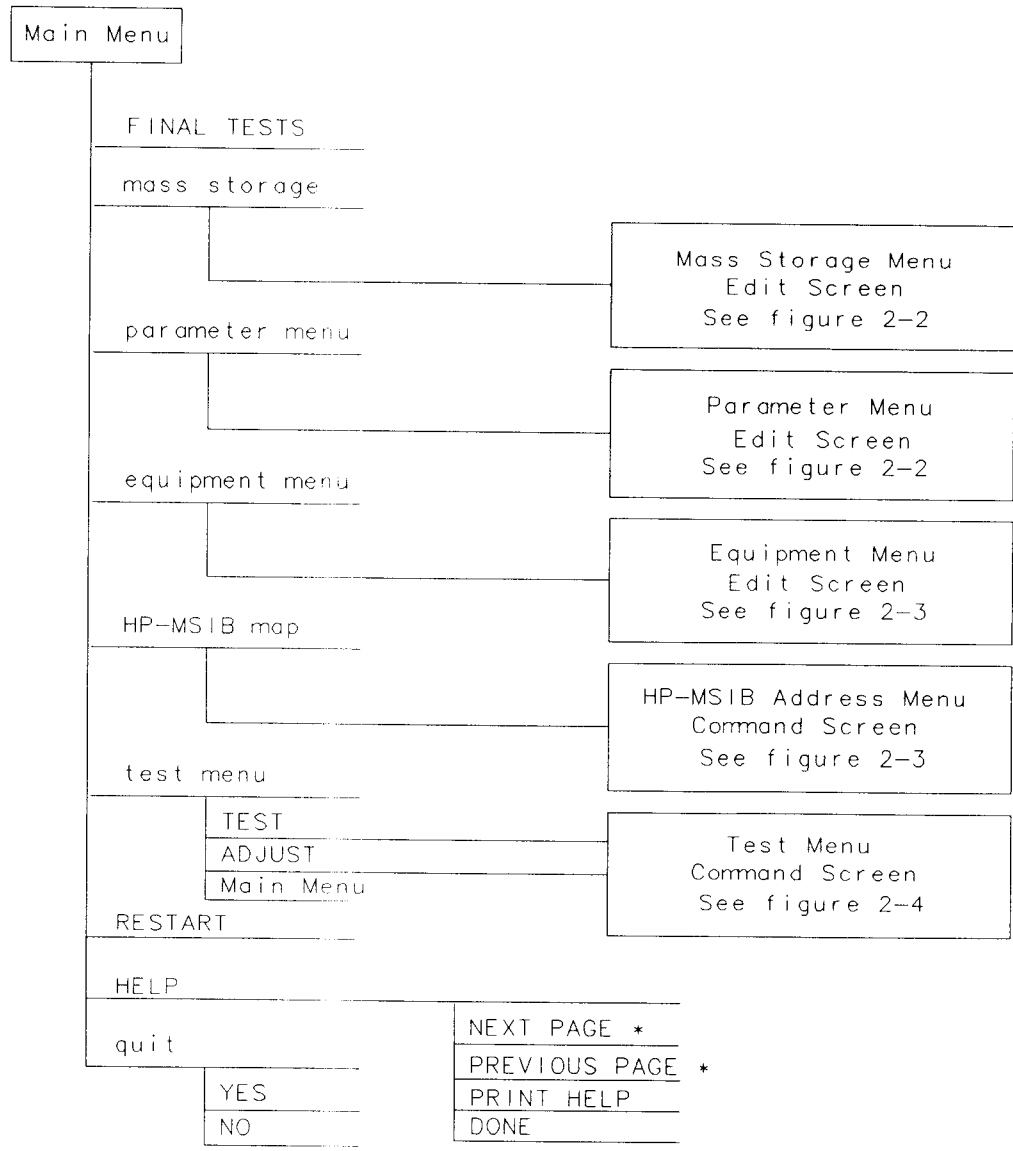 Main Menu
FINAL TESTS
mass storage
Mass Storage Menu
Edit Screen
See figure 2-2
parameter menu
Parameter Menu
Edit Screen
See figure 2-2
equipment menu
Equipment Menu
Edit Screen
See figure 2-3
HP-MSIB map
HP-MSIB Address Menu
Command Screen
See figure 2-3
test menu
TEST
ADJUST
Main Menu
Test Menu
Command Screen
See figure 2-4
RESTART
HELP
NEXT PAGE *
PREVIOUS PAGE *
PRINT HELP
DONE
quit
YES
NO